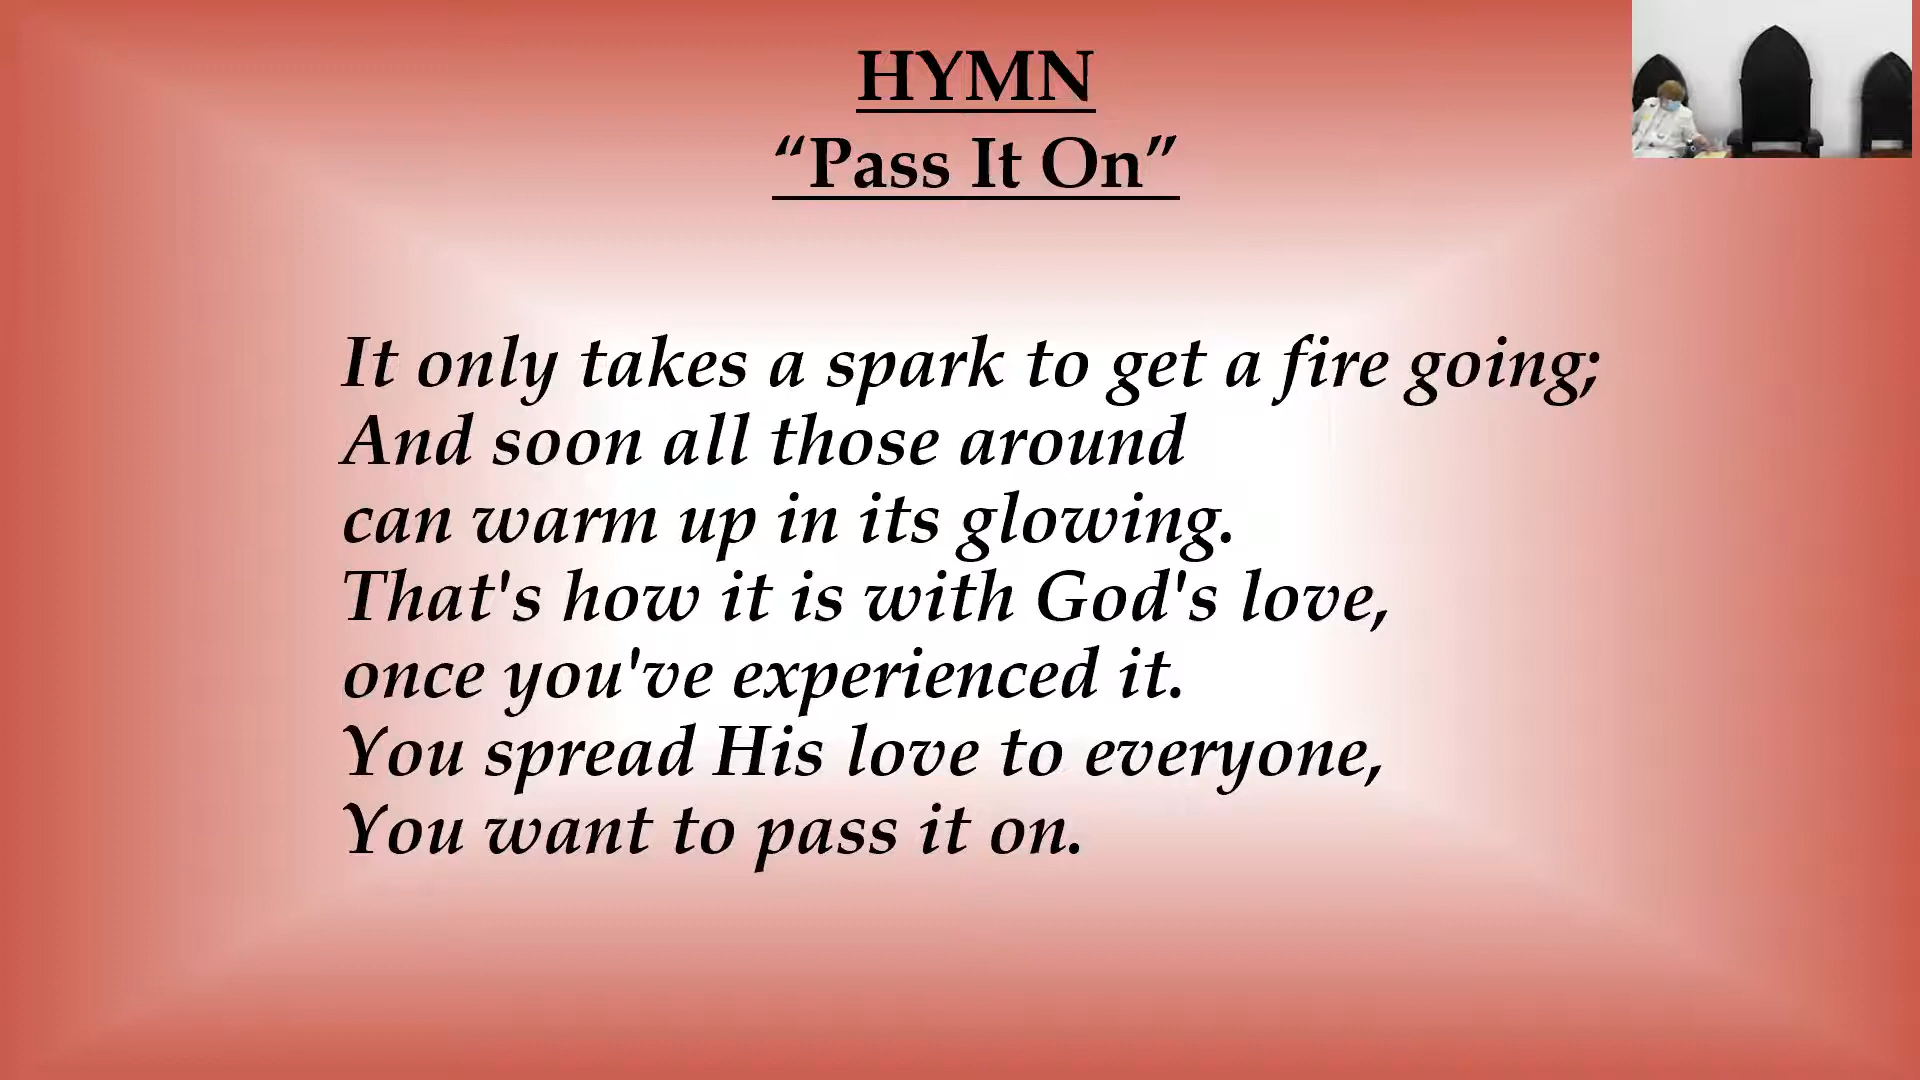 HYMN
“Pass It On”
It only takes a spark to get a fire going;
And soon all those around
can warm up in its glowing.
That's how it is with God's love,
once you've experienced it.
You spread His love to everyone,
You want to pass it on.